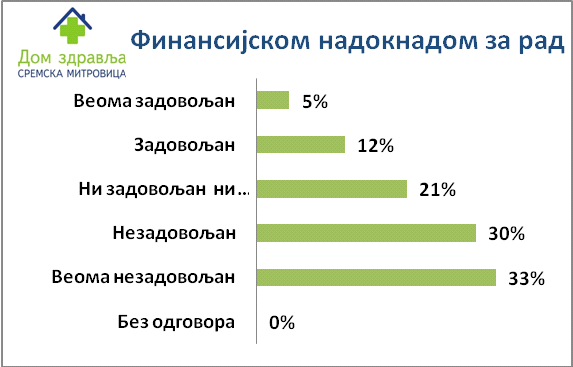 Дом здравља
СРЕМСКА МИТРОВИЦА
Финансијском надокнадом за рад
Веома задовољан 5%
Задовољан 12%
Ни задовољан ни... 21%
Незадовољан 30%
Веома незадовољан 33%
Без одговора 0%